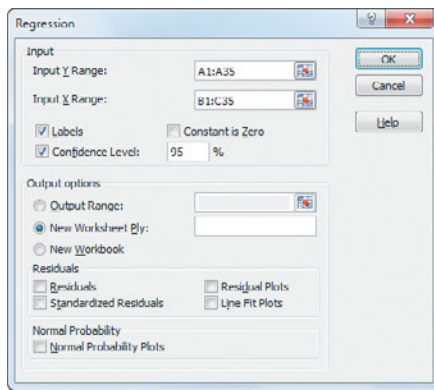 Regression
Input
Input Y Range: A1:A35
Input X Range: B1:C35
Labels Constant is Zero
Confidence Level: 95 %
OK
Cancel
Help
Output options
Output Range:
New Worksheet Ply:
New Workbook
Residuals
Residuals Residual Plots
Standardized Residuals Line Fit Plots
Normal Probability
Normal Probability Plots